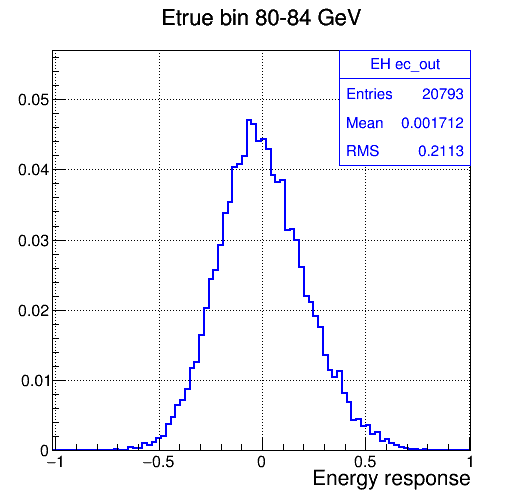 Etrue bin 80-84 GeV
EH ec_out
Entries 20793
Mean 0.001712
RMS 0.2113
0.05
0.04
0.03
0.02
0.01
0
−1 −0.5 0 0.5 1
Energy response